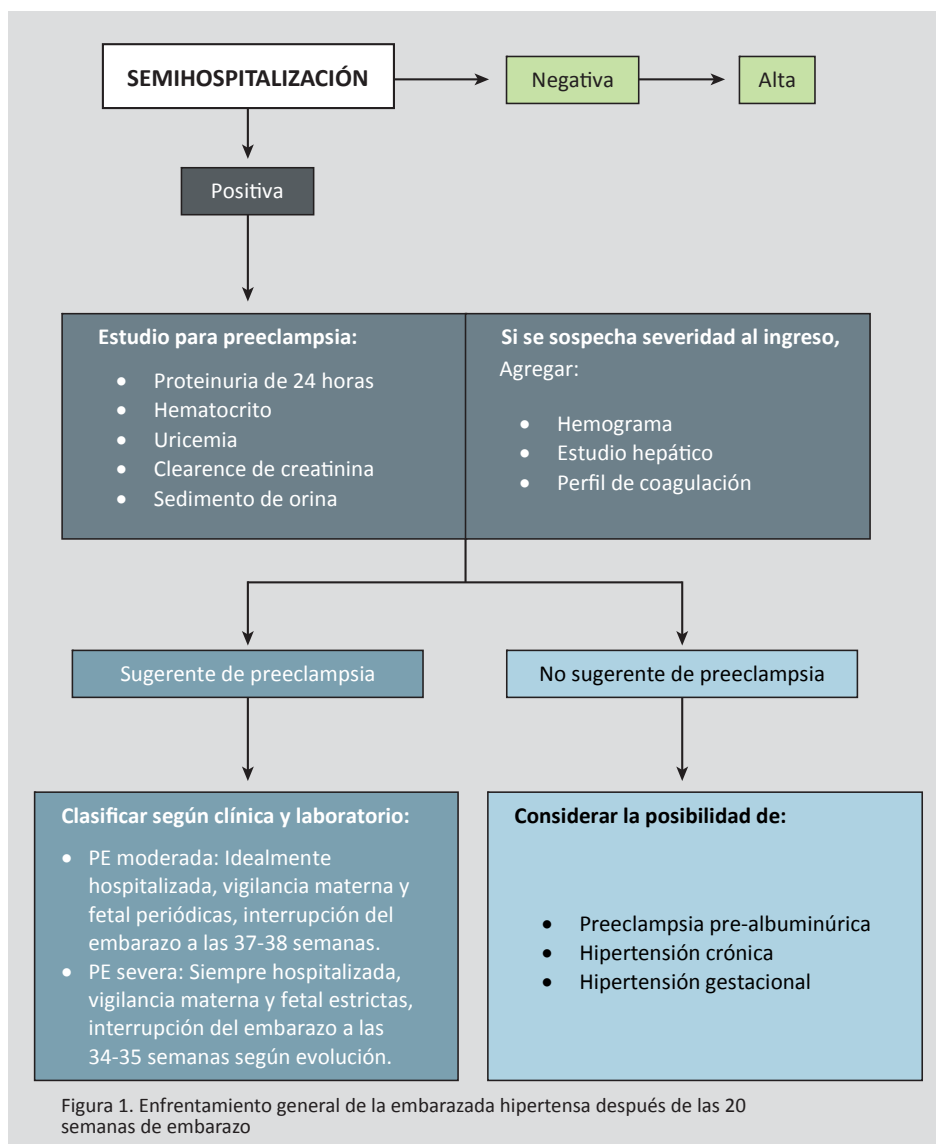 SEMIHOSPITALIZACIÓN
Negativa
Alta
Positiva
Estudio para preeclampsia:
• Proteinuria de 24 horas
• Hematocrito
• Uricemia
• Clearence de creatinina
• Sedimento de orina
Si se sospecha severidad al ingreso,
Agregar:
• Hemograma
• Estudio hepático
• Perfil de coagulación
Sugerente de preeclampsia
No sugerente de preeclampsia
Clasificar según clínica y laboratorio:
• PE moderada: Idealmente
hospitalizada, vigilancia materna y
fetal periódicas, interrupción del
embarazo a las 37-38 semanas.
• PE severa: Siempre hospitalizada,
vigilancia materna y fetal estrictas,
interrupción del embarazo a las
34-35 semanas según evolución.
Considerar la posibilidad de:
• Preeclampsia pre-albuminúrica
• Hipertensión crónica
• Hipertensión gestacional
Figura 1. Enfrentamiento general de la embarazada hipertensa después de las 20
semanas de embarazo